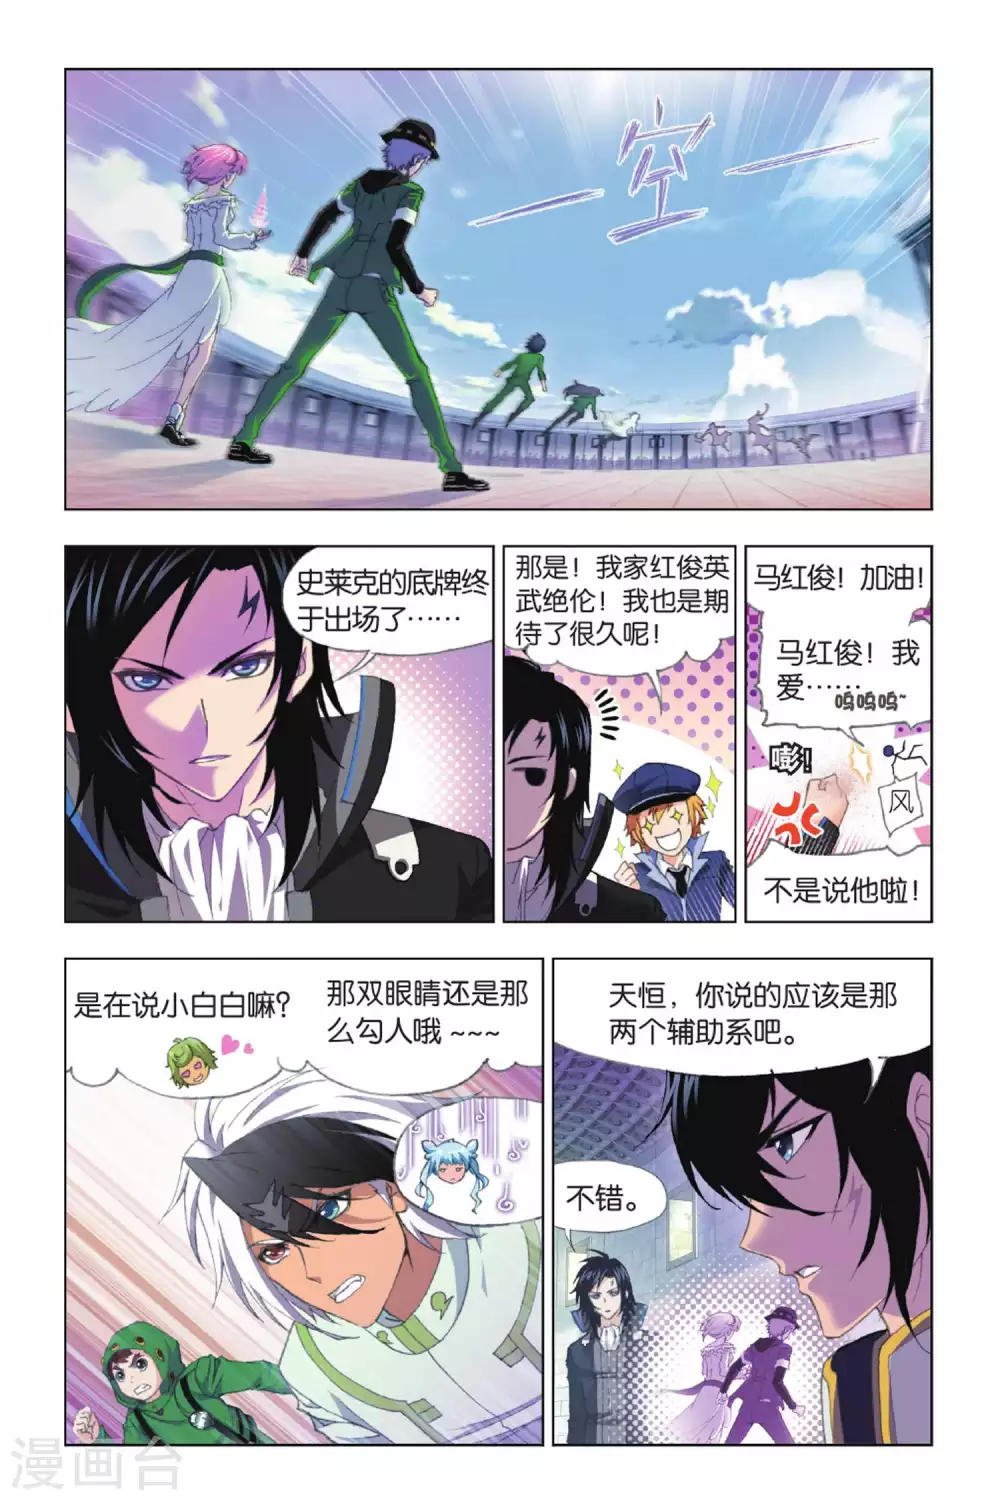 一空一
史莱克的底牌终
于出场了……
那是！我家红俊英
武绝伦！我也是期
待了很久呢！
马红俊！加油！
马红俊！我
爱……呜呜呜~
嘭！
风
不是说他啦！
是在说小白白嘛？
那双眼睛还是那
么勾人哦~~~
天恒，你说的应该是那
两个辅助系吧。
不错。
漫画台